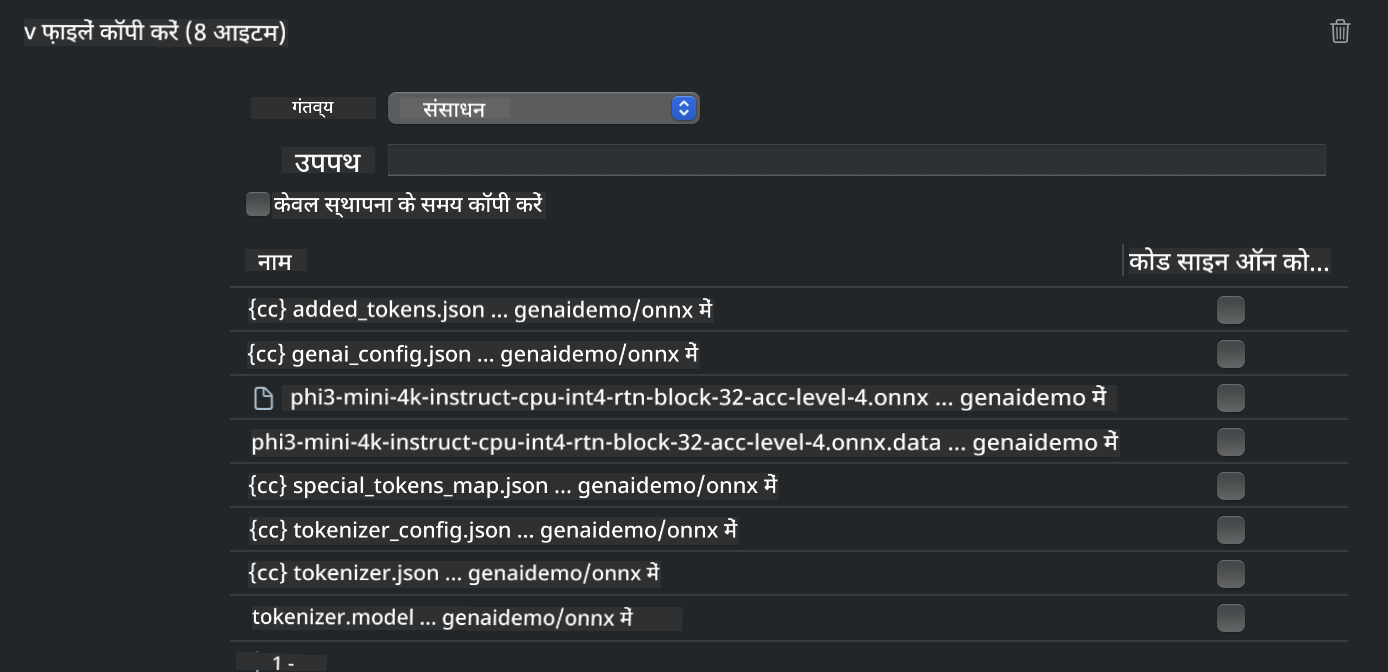 v फ़ाइलें कॉपी करें (8 आइटम)
गंतव्य संसाधन
उपपथ
केवल स्थापना के समय कॉपी करें
नाम कोड साइन ऑन को...
{cc} added_tokens.json ... genaidemo/onnx में
{cc} genai_config.json ... genaidemo/onnx में
phi3-mini-4k-instruct-cpu-int4-rtn-block-32-acc-level-4.onnx ... genaidemo में
phi3-mini-4k-instruct-cpu-int4-rtn-block-32-acc-level-4.onnx.data ... genaidemo में
{cc} special_tokens_map.json ... genaidemo/onnx में
{cc} tokenizer_config.json ... genaidemo/onnx में
{cc} tokenizer.json ... genaidemo/onnx में
tokenizer.model ... genaidemo/onnx में
1 -